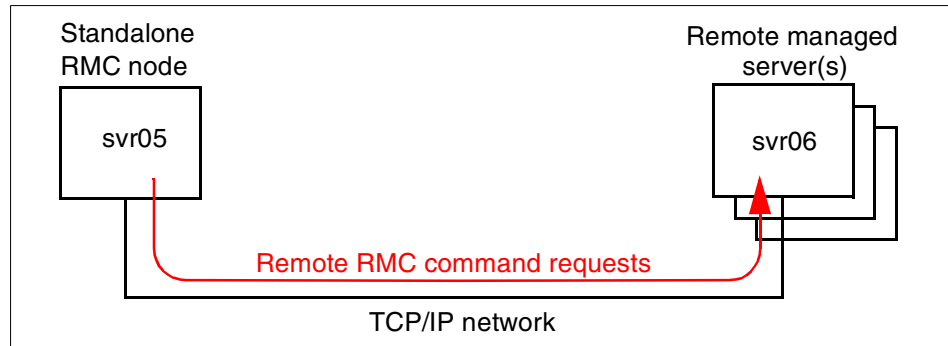 Standalone
RMC node
Remote managed
server(s)
svr05
svr06
Remote RMC command requests
TCP/IP network